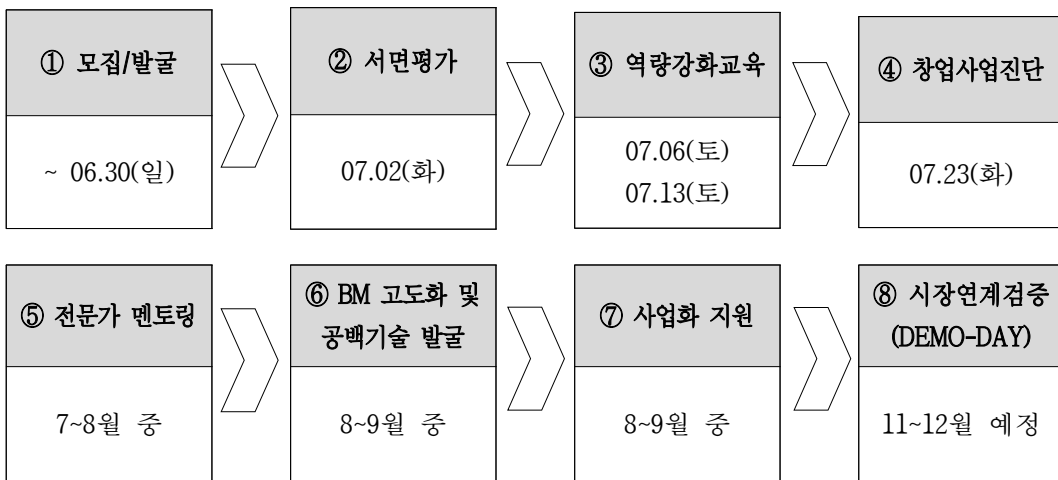 ① 모집/발굴
~ 06.30(일)
② 서면평가
07.02(화)
③ 역량강화교육
07.06(토)
07.13(토)
④ 창업사업진단
07.23(화)
⑤ 전문가 멘토링
7~8월 중
⑥ BM 고도화 및
공백기술 발굴
8~9월 중
⑦ 사업화 지원
8~9월 중
⑧ 시장연계검증
(DEMO-DAY)
11~12월 예정